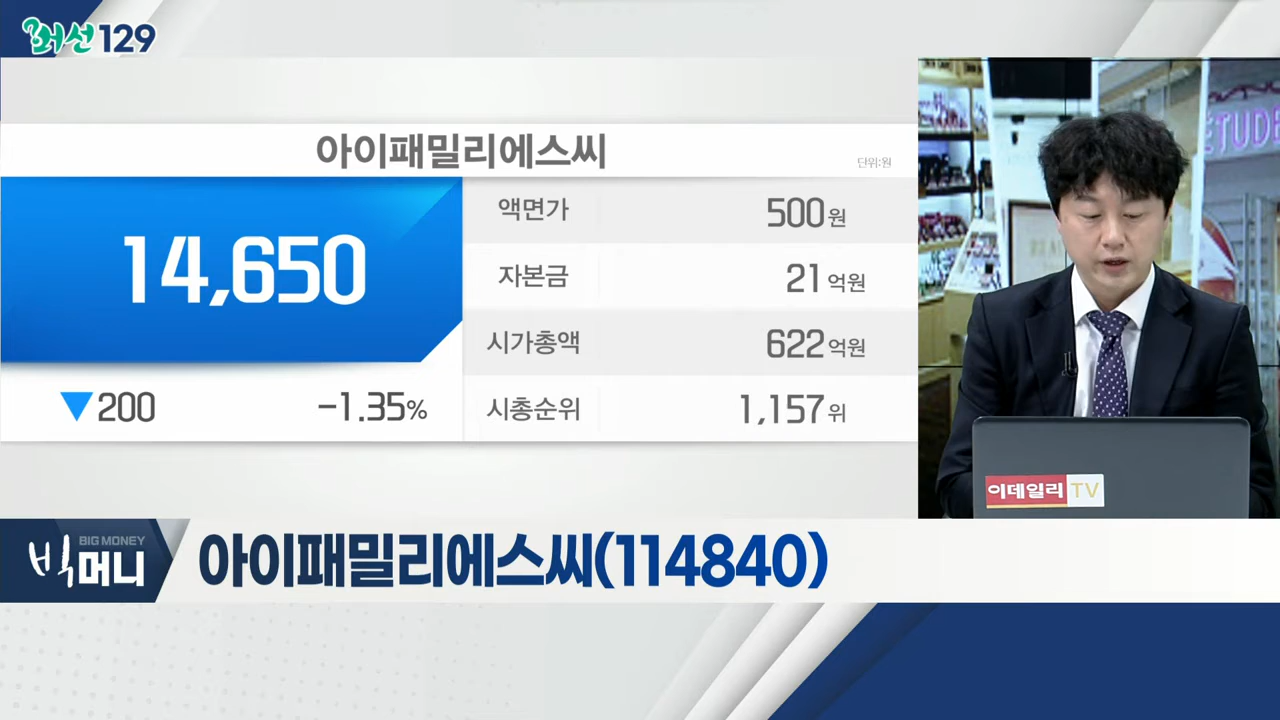 머선129
아이패밀리에스씨
단위:원
14,650
▼200 -1.35%
액면가 500원
자본금 21억원
시가총액 622억원
시총순위 1,157위
ETUDE
이데일리TV
BIG MONEY
빅머니
아이패밀리에스씨(114840)